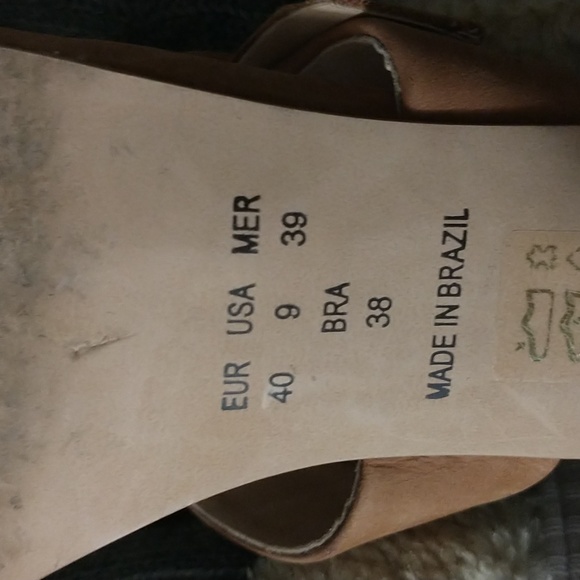 EUR USA MER
40 9 39
BRA
38
MADE IN BRAZIL